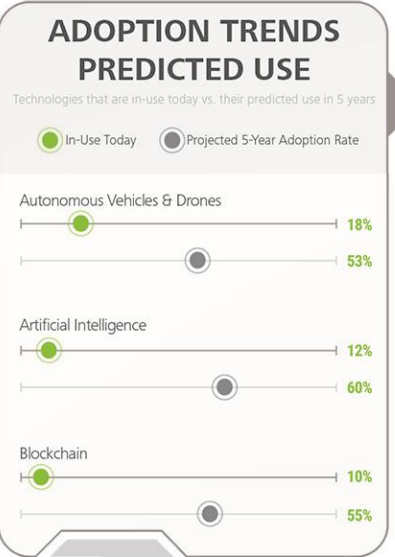 ADOPTION TRENDS
PREDICTED USE
Technologies that are in-use today vs. their predicted use in 5 years
In-Use Today Projected 5-Year Adoption Rate
Autonomous Vehicles & Drones
18%
53%
Artificial Intelligence
12%
60%
Blockchain
10%
55%